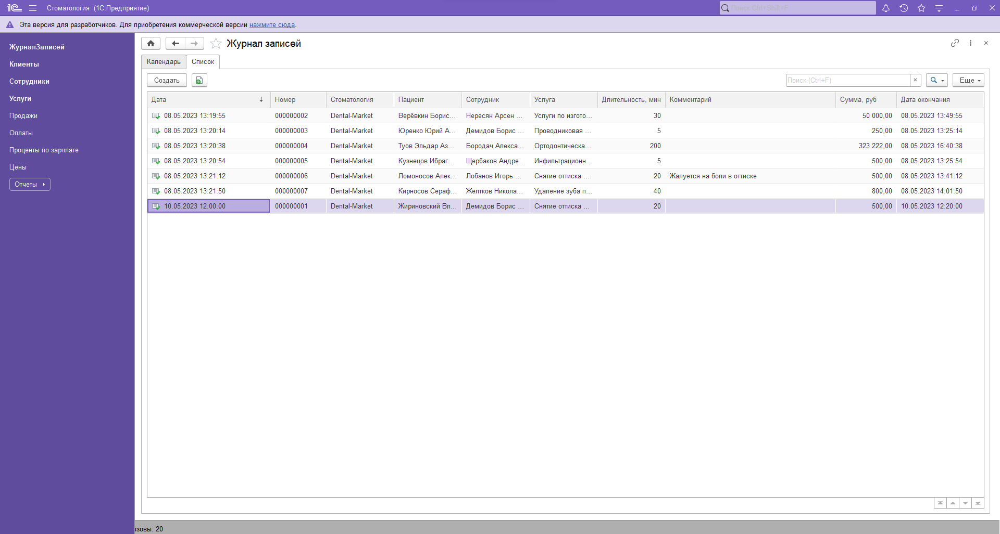 1С Стоматология (1С:Предприятие) Поиск Ctrl+Shift+F
Эта версия для разработчиков. Для приобретения коммерческой версии нажмите сюда.
ЖурналЗаписей
Клиенты
Сотрудники
Услуги
Продажи
Оплаты
Проценты по зарплате
Цены
Отчеты
Журнал записей
Календарь Список
Создать Поиск (Ctrl+F) × Еще
Дата ↓ Номер Стоматология Пациент Сотрудник Услуга Длительность, мин Комментарий Сумма, руб Дата окончания
08.05.2023 13:19:55 000000002 Dental-Market Верёвкин Борис... Нересян Арсен ... Услуги по изгото... 30 50 000,00 08.05.2023 13:49:55
08.05.2023 13:20:14 000000003 Dental-Market Юренко Юрий А... Демидов Борис ... Проводниковая ... 5 250,00 08.05.2023 13:25:14
08.05.2023 13:20:38 000000004 Dental-Market Туов Эльдар Аз... Бородач Алекса... Ортодонтическа... 200 323 222,00 08.05.2023 16:40:38
08.05.2023 13:20:54 000000005 Dental-Market Кузнецов Ибраг... Щербаков Андре... Инфильтрационн... 5 500,00 08.05.2023 13:25:54
08.05.2023 13:21:12 000000006 Dental-Market Ломоносов Алек... Лобанов Игорь ... Снятие оттиска ... 20 Жалуется на боли в оттиске 500,00 08.05.2023 13:41:12
08.05.2023 13:21:50 000000007 Dental-Market Кирносов Сераф... Желтков Никола... Удаление зуба п... 40 800,00 08.05.2023 14:01:50
10.05.2023 12:00:00 000000001 Dental-Market Жириновский Вл... Демидов Борис ... Снятие оттиска ... 20 500,00 10.05.2023 12:20:00
ызовы: 20